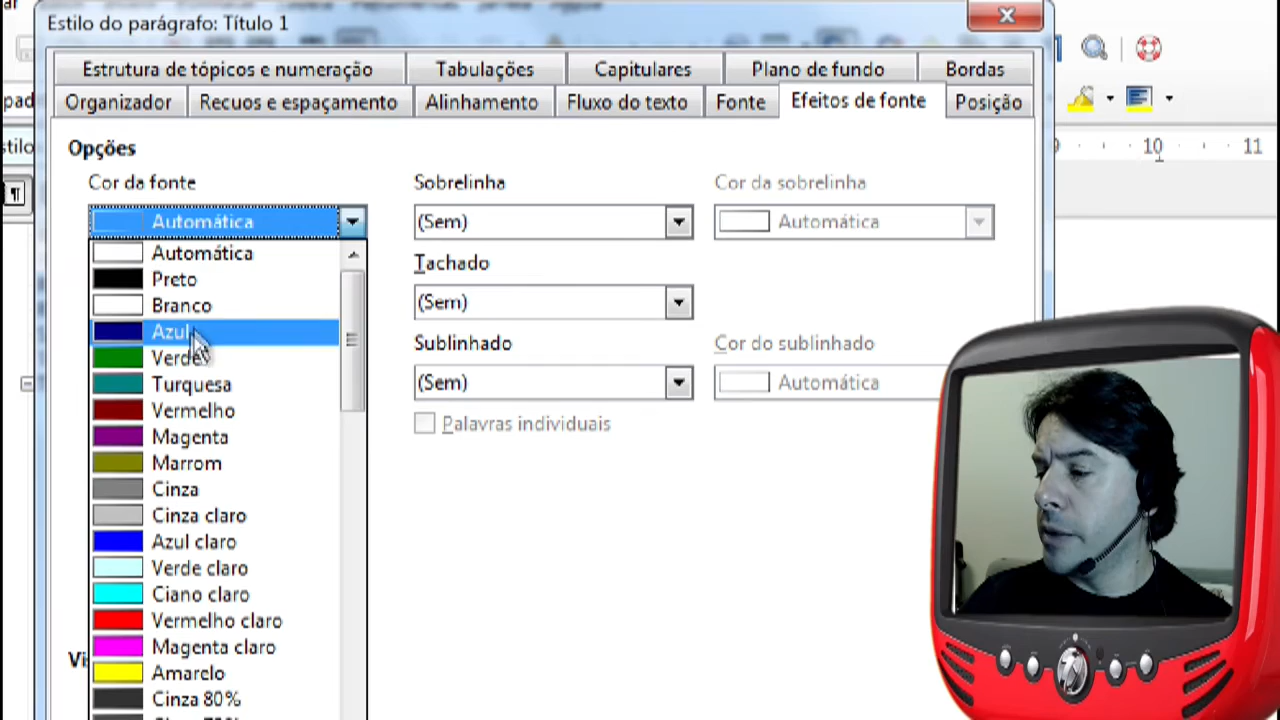 Estilo do parágrafo: Título 1
Estrutura de tópicos e numeração Tabulações Capitulares Plano de fundo Bordas
Organizador Recuos e espaçamento Alinhamento Fluxo do texto Fonte Efeitos de fonte Posição
Opções
Cor da fonte Sobrelinha Cor da sobrelinha
Automática (Sem) Automática
Automática
Preto
Branco
Azul
Verde
Turquesa
Vermelho
Magenta
Marrom
Cinza
Cinza claro
Azul claro
Verde claro
Ciano claro
Vermelho claro
Magenta claro
Amarelo
Cinza 80%
Tachado
(Sem)
Sublinhado Cor do sublinhado
(Sem) Automática
Palavras individuais
10 11